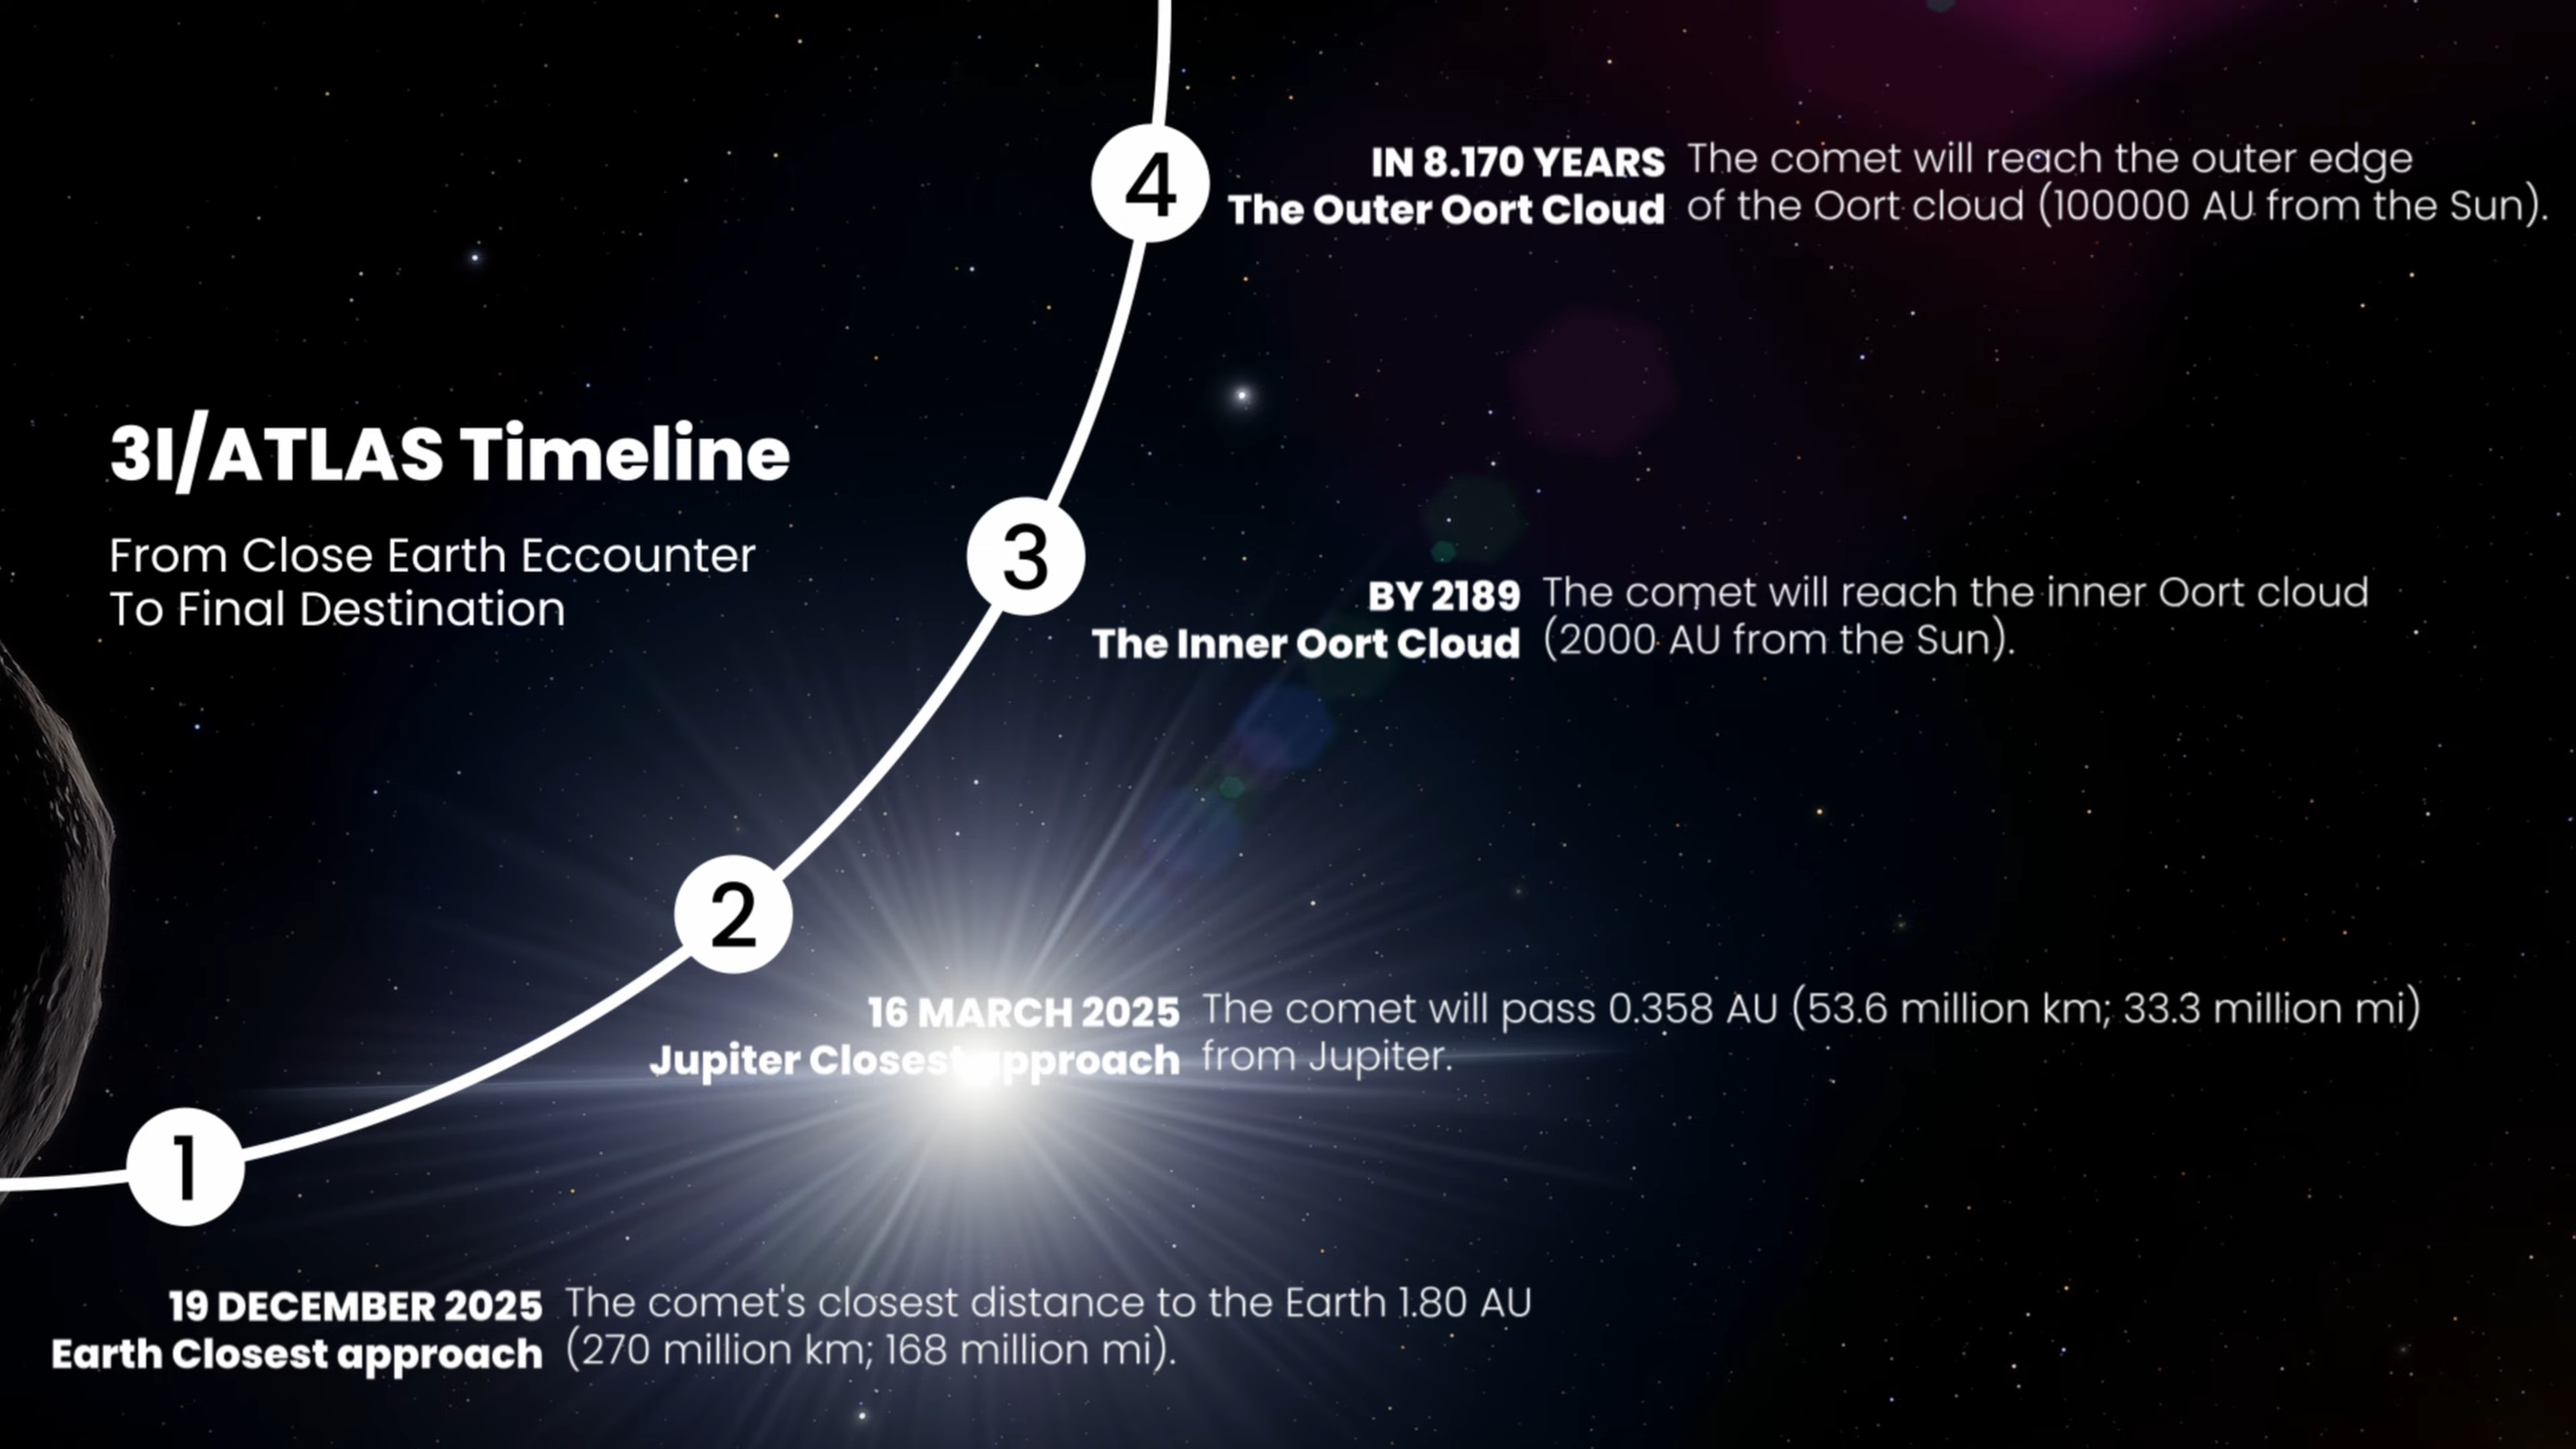 3I/ATLAS Timeline
From Close Earth Eccounter
To Final Destination
4
IN 8.170 YEARS
The Outer Oort Cloud
The comet will reach the outer edge
of the Oort cloud (100000 AU from the Sun).
3
BY 2189
The Inner Oort Cloud
The comet will reach the inner Oort cloud
(2000 AU from the Sun).
2
16 MARCH 2025
Jupiter Closest approach
The comet will pass 0.358 AU (53.6 million km; 33.3 million mi)
from Jupiter.
1
19 DECEMBER 2025
Earth Closest approach
The comet's closest distance to the Earth 1.80 AU
(270 million km; 168 million mi).